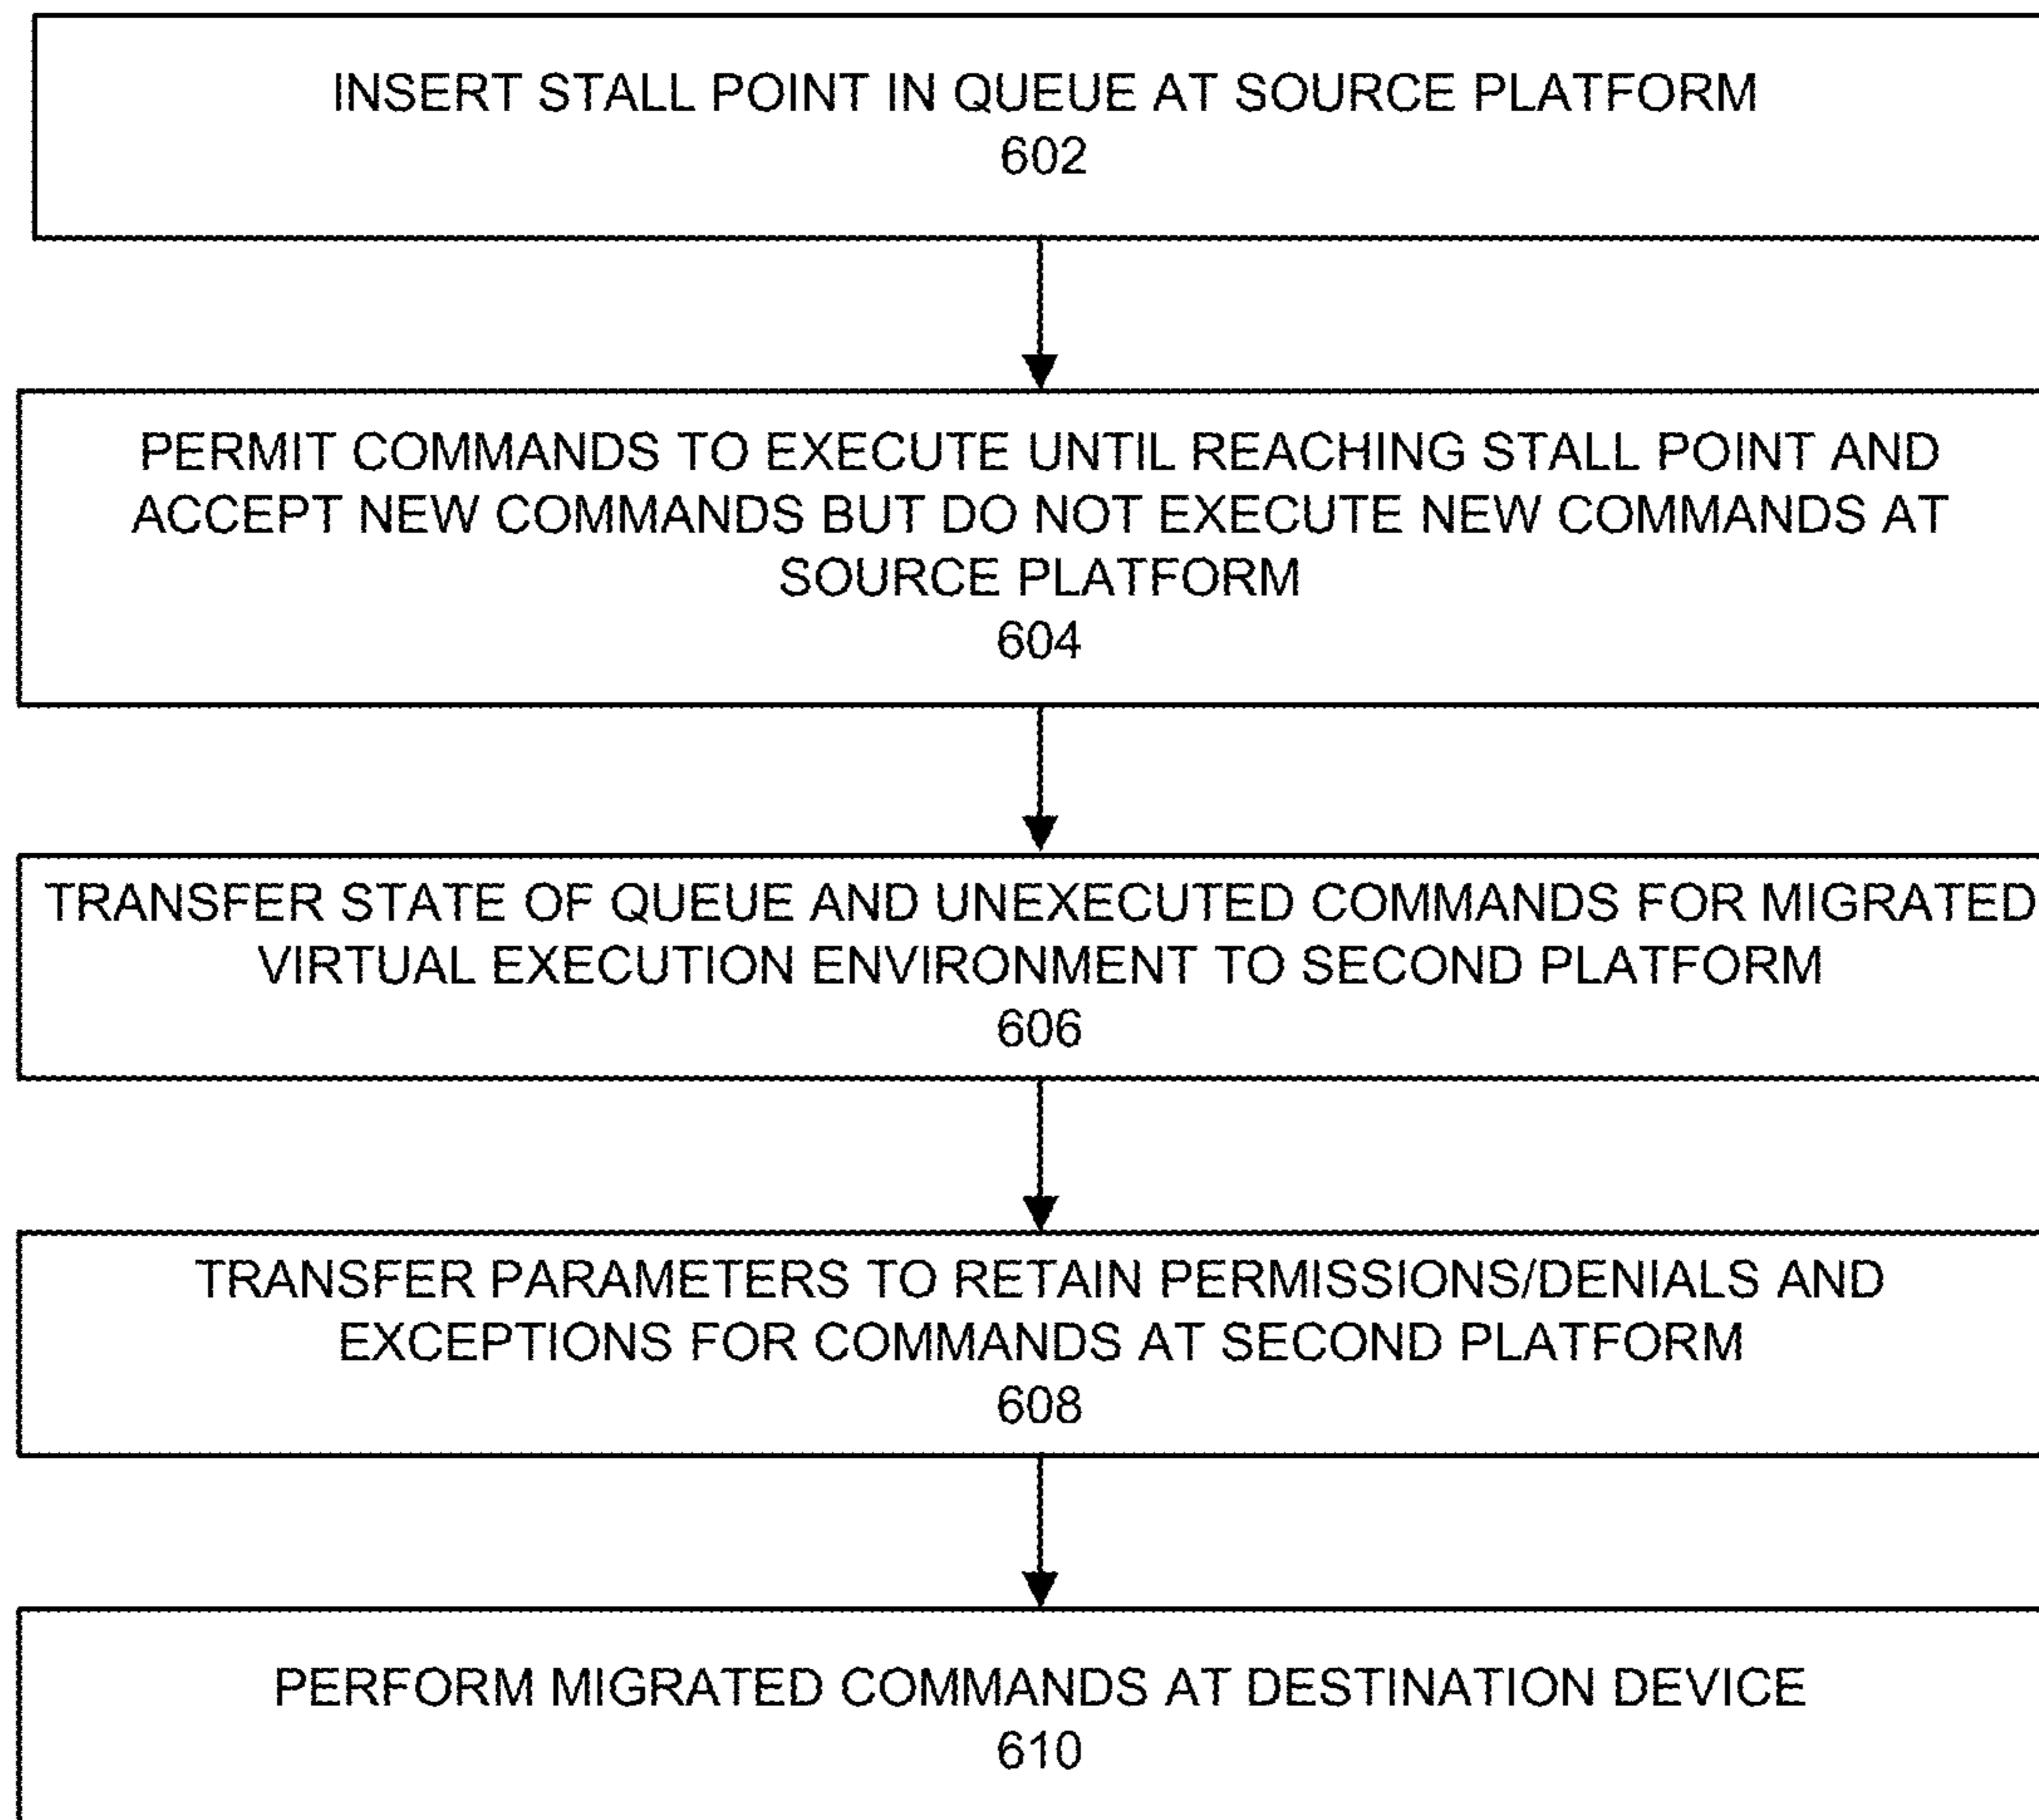 INSERT STALL POINT IN QUEUE AT SOURCE PLATFORM
602
PERMIT COMMANDS TO EXECUTE UNTIL REACHING STALL POINT AND
ACCEPT NEW COMMANDS BUT DO NOT EXECUTE NEW COMMANDS AT
SOURCE PLATFORM
604
TRANSFER STATE OF QUEUE AND UNEXECUTED COMMANDS FOR MIGRATED
VIRTUAL EXECUTION ENVIRONMENT TO SECOND PLATFORM
606
TRANSFER PARAMETERS TO RETAIN PERMISSIONS/DENIALS AND
EXCEPTIONS FOR COMMANDS AT SECOND PLATFORM
608
PERFORM MIGRATED COMMANDS AT DESTINATION DEVICE
610